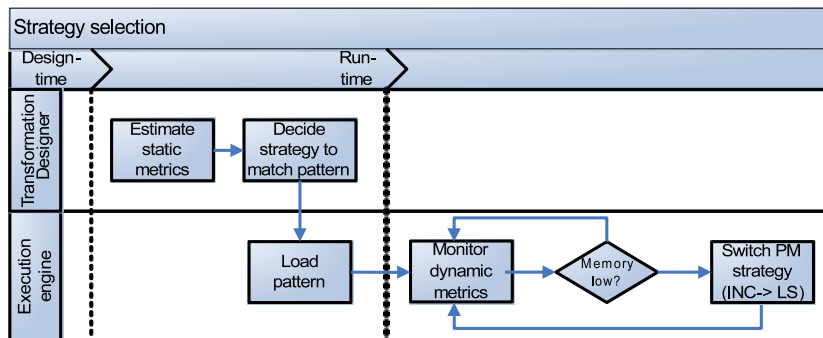 Strategy selection
Design-
time
Run-
time
Transformation
Designer
Estimate
static
metrics
Decide
strategy to
match pattern
Execution
engine
Load
pattern
Monitor
dynamic
metrics
Memory
low?
Switch PM
strategy
(INC-> LS)